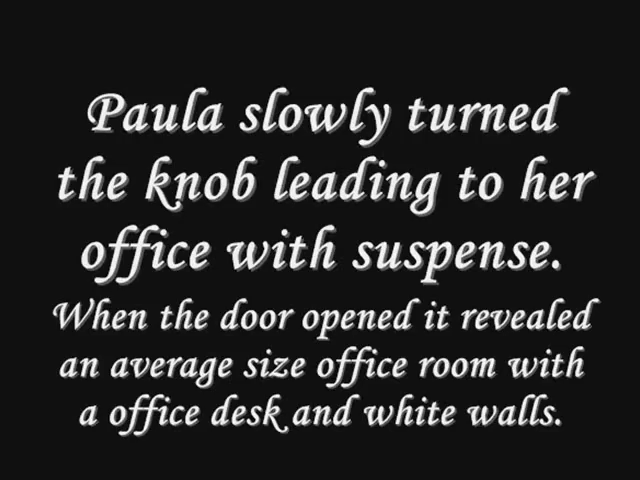 Paula slowly turned
the knob leading to her
office with suspense.
When the door opened it revealed
an average size office room with
a office desk and white walls.